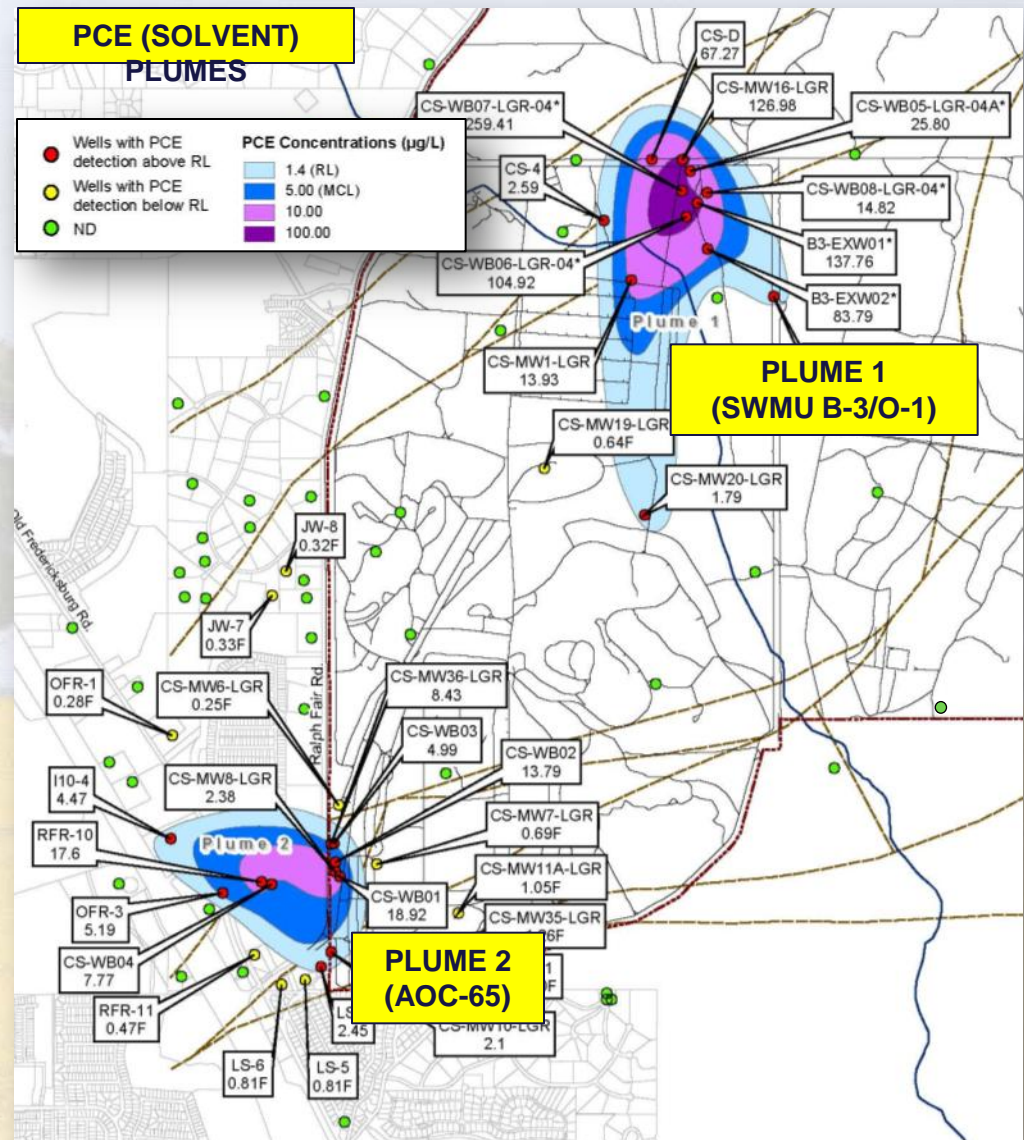 PCE (SOLVENT)
PLUMES
Wells with PCE
detection above RL
Wells with PCE
detection below RL
ND
PCE Concentrations (µg/L)
1.4 (RL)
5.00 (MCL)
10.00
100.00
CS-D
67.27
CS-MW16-LGR
126.98
CS-WB07-LGR-04*
259.41
CS-WB05-LGR-04A*
25.80
CS-4
2.59
CS-WB08-LGR-04*
14.82
B3-EXW01*
137.76
CS-WB06-LGR-04*
104.92
B3-EXW02*
83.79
Plume 1
CS-MW1-LGR
13.93
PLUME 1
(SWMU B-3/O-1)
CS-MW19-LGR
0.64F
CS-MW20-LGR
1.79
Old Fredericksburg Rd.
JW-8
0.32F
JW-7
0.33F
Ralph Fair Rd.
OFR-1
0.28F
CS-MW6-LGR
0.25F
CS-MW36-LGR
8.43
CS-WB03
4.99
CS-WB02
13.79
CS-MW8-LGR
2.38
I10-4
4.47
CS-MW7-LGR
0.69F
Plume 2
RFR-10
17.6
CS-MW11A-LGR
1.05F
CS-WB01
18.92
OFR-3
5.19
CS-MW35-LGR
CS-WB04
7.77
PLUME 2
(AOC-65)
RFR-11
0.47F
2.45
CS-MW10-LGR
2.1
LS-6
0.81F
LS-5
0.81F